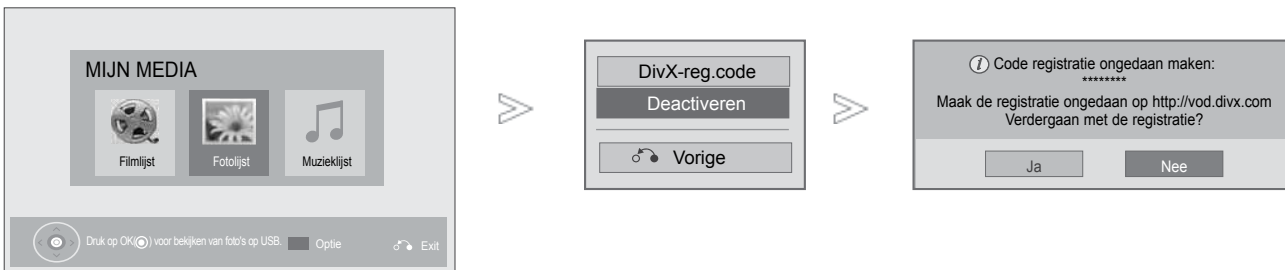 MIJN MEDIA
Filmlijst
Fotolijst
Muzieklijst
Druk op OK(◉) voor bekijken van foto's op USB.
Optie
Exit
DivX-reg.code
Deactiveren
Vorige
i Code registratie ongedaan maken:
********
Maak de registratie ongedaan op http://vod.divx.com
Verdergaan met de registratie?
Ja
Nee